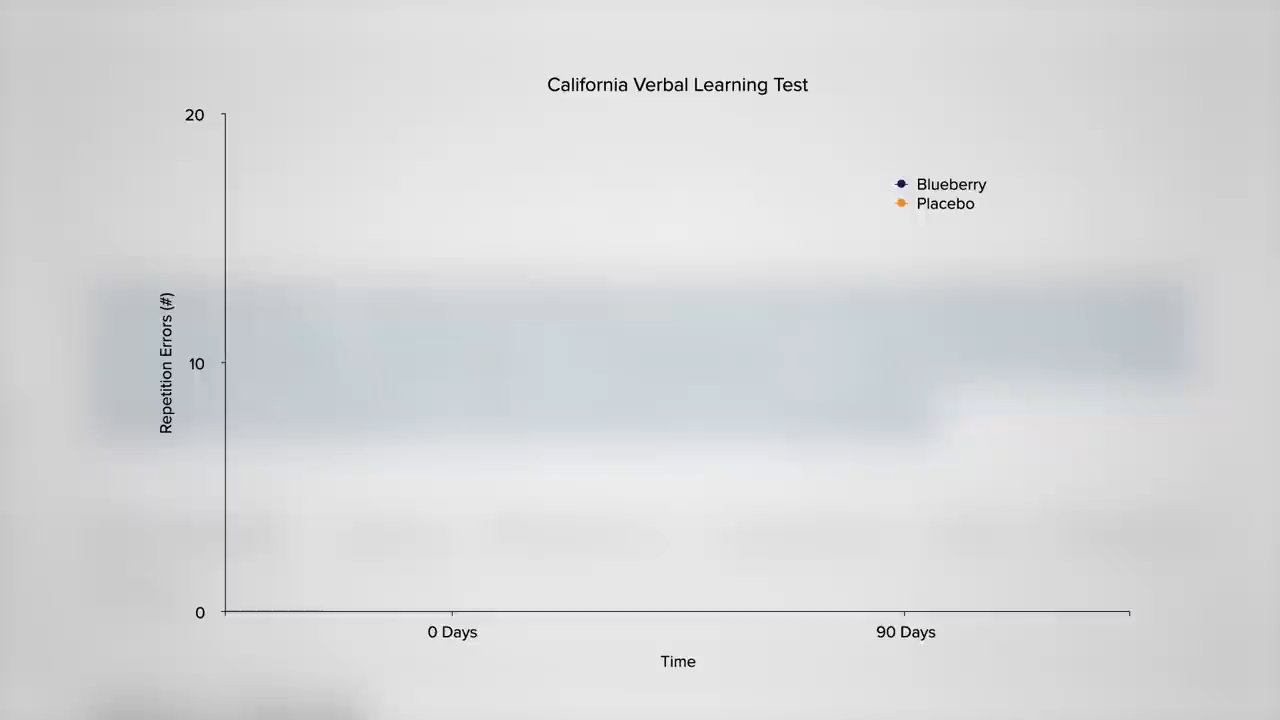 California Verbal Learning Test
20
Blueberry
Placebo
Repetition Errors (#)
10
0
0 Days
90 Days
Time